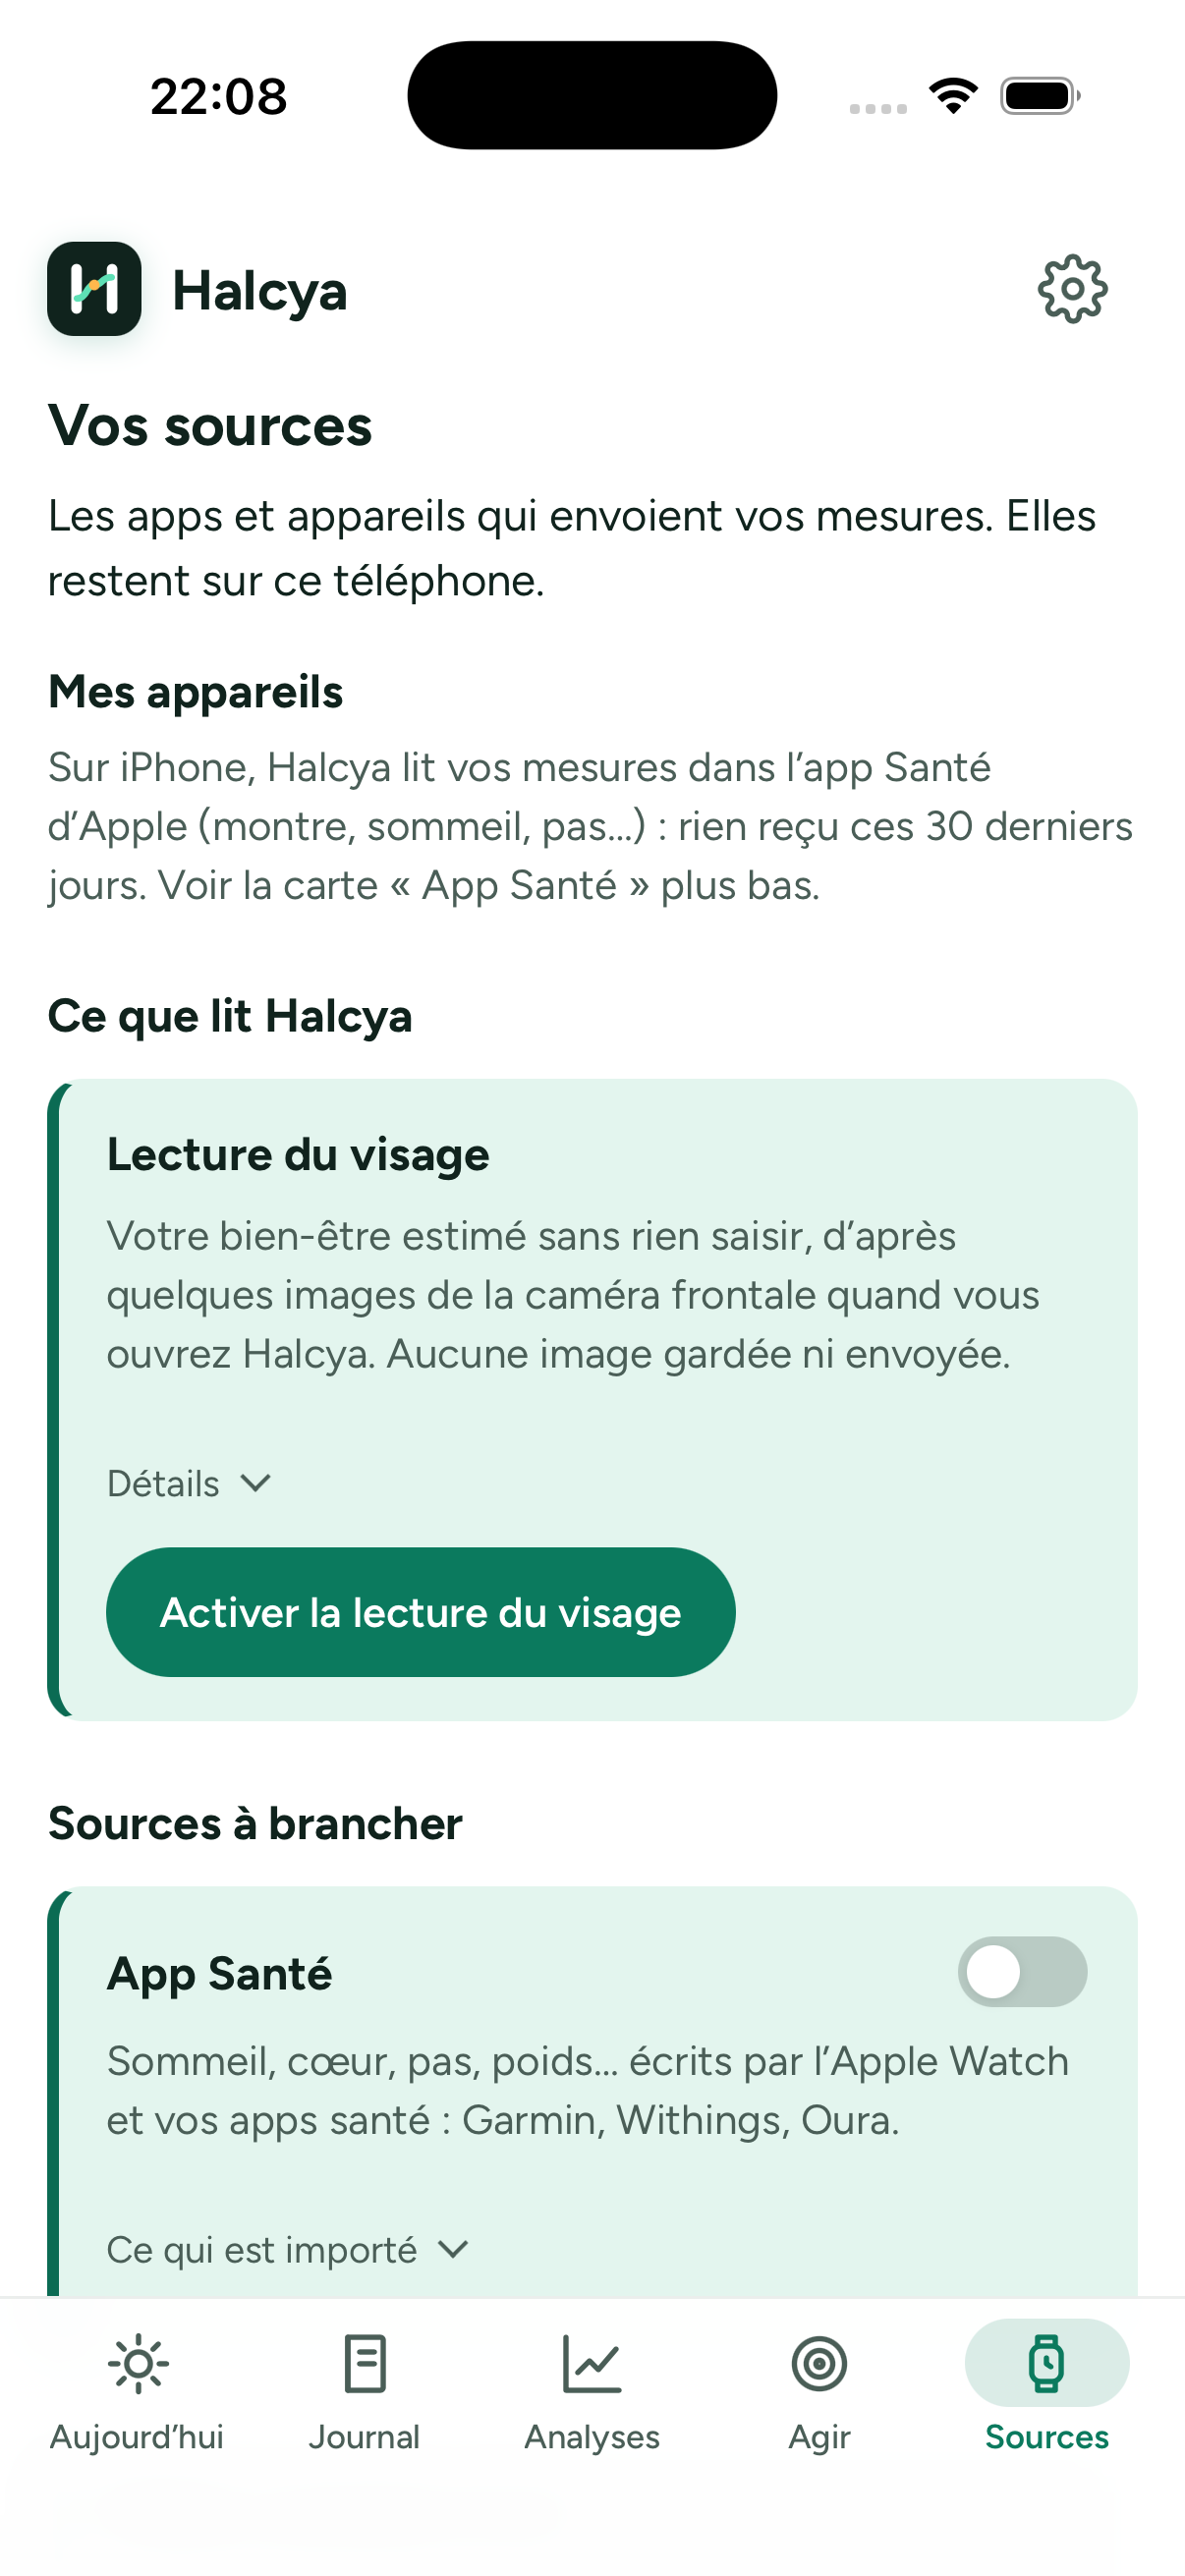 22:08
Halcya
Vos sources
Les apps et appareils qui envoient vos mesures. Elles
restent sur ce téléphone.
Mes appareils
Sur iPhone, Halcya lit vos mesures dans l’app Santé
d’Apple (montre, sommeil, pas…) : rien reçu ces 30 derniers
jours. Voir la carte « App Santé » plus bas.
Ce que lit Halcya
Lecture du visage
Votre bien-être estimé sans rien saisir, d’après
quelques images de la caméra frontale quand vous
ouvrez Halcya. Aucune image gardée ni envoyée.
Détails
Activer la lecture du visage
Sources à brancher
App Santé
Sommeil, cœur, pas, poids… écrits par l’Apple Watch
et vos apps santé : Garmin, Withings, Oura.
Ce qui est importé
Aujourd’hui
Journal
Analyses
Agir
Sources